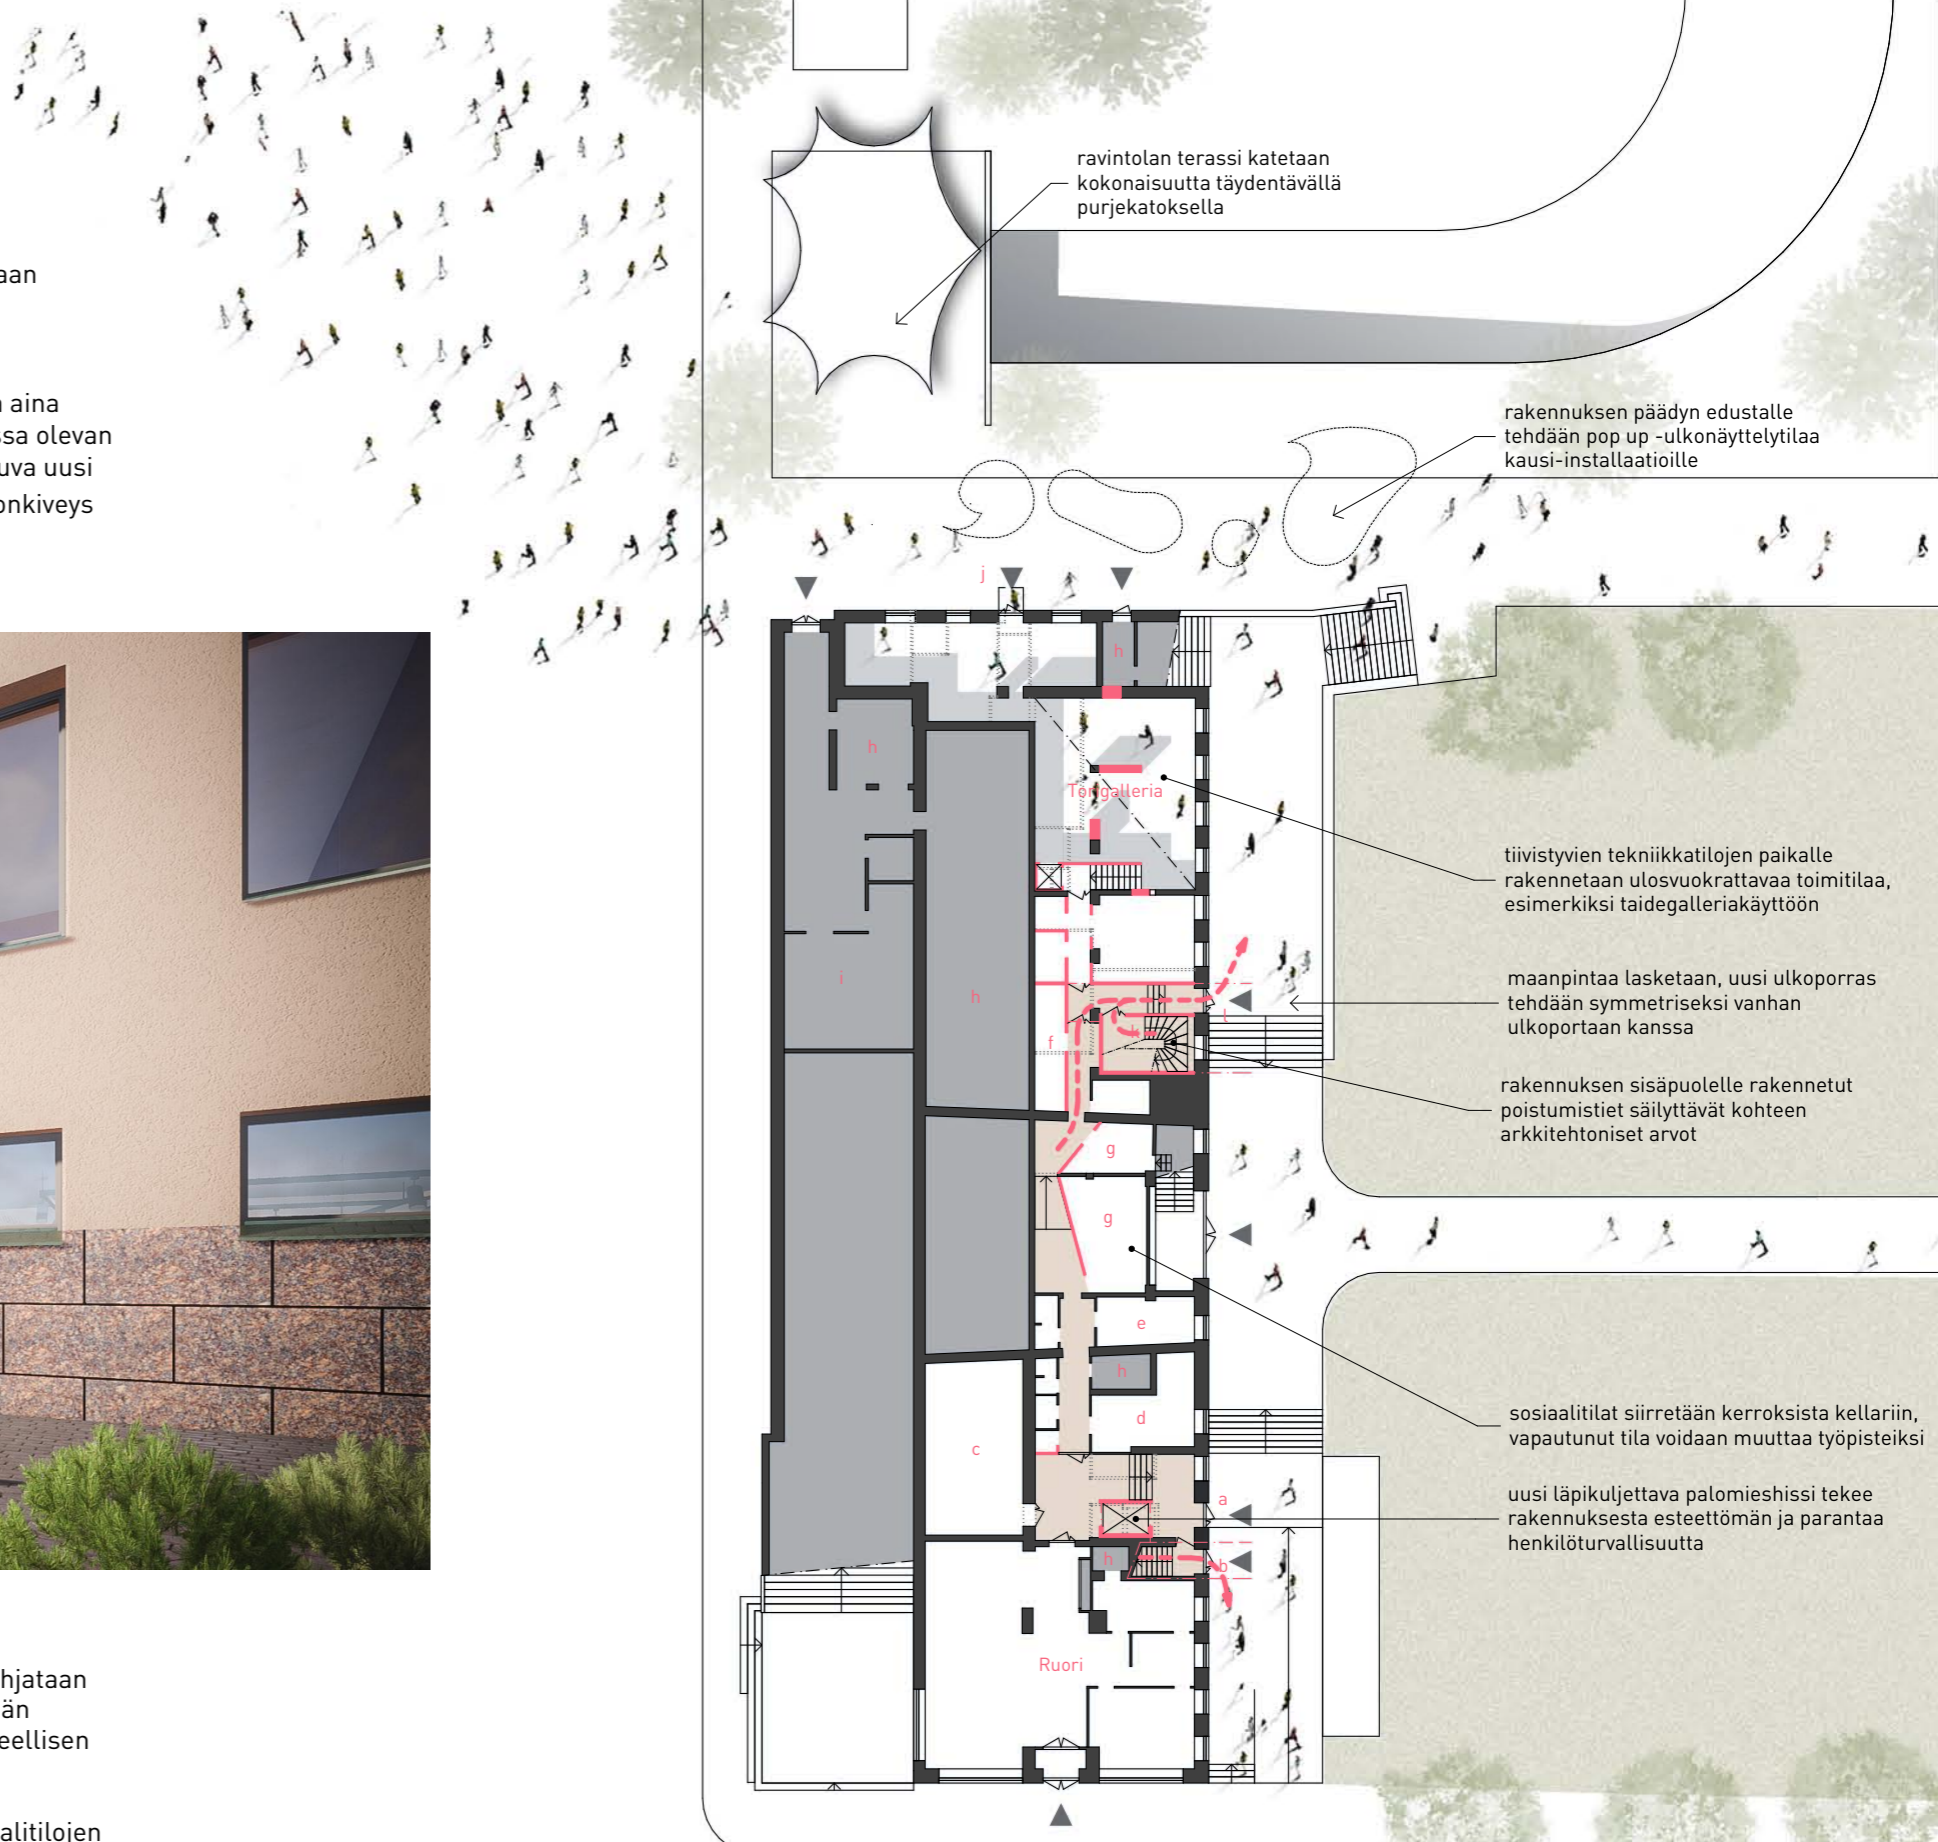 aan
aina
ssa olevan
uva uusi
onkiveys
hjataan
än
eellisen
alitilojen
ravintolan terassi katetaan
kokonaisuutta täydentävällä
purjekatoksella
rakennuksen päädyn edustalle
tehdään pop up -ulkonäyttelytilaa
kausi-installaatioille
j
h
h
Torigalleria
tiivistyvien tekniikkatilojen paikalle
rakennetaan ulosvuokrattavaa toimitilaa,
esimerkiksi taidegalleriakäyttöön
i
h
maanpintaa lasketaan, uusi ulkoporras
tehdään symmetriseksi vanhan
ulkoportaan kanssa
l
k
f
rakennuksen sisäpuolelle rakennetut
poistumistiet säilyttävät kohteen
arkkitehtoniset arvot
g
g
e
h
d
c
sosiaalitilat siirretään kerroksista kellariin,
vapautunut tila voidaan muuttaa työpisteiksi
a
uusi läpikuljettava palomieshissi tekee
rakennuksesta esteettömän ja parantaa
henkilöturvallisuutta
h
b
Ruori